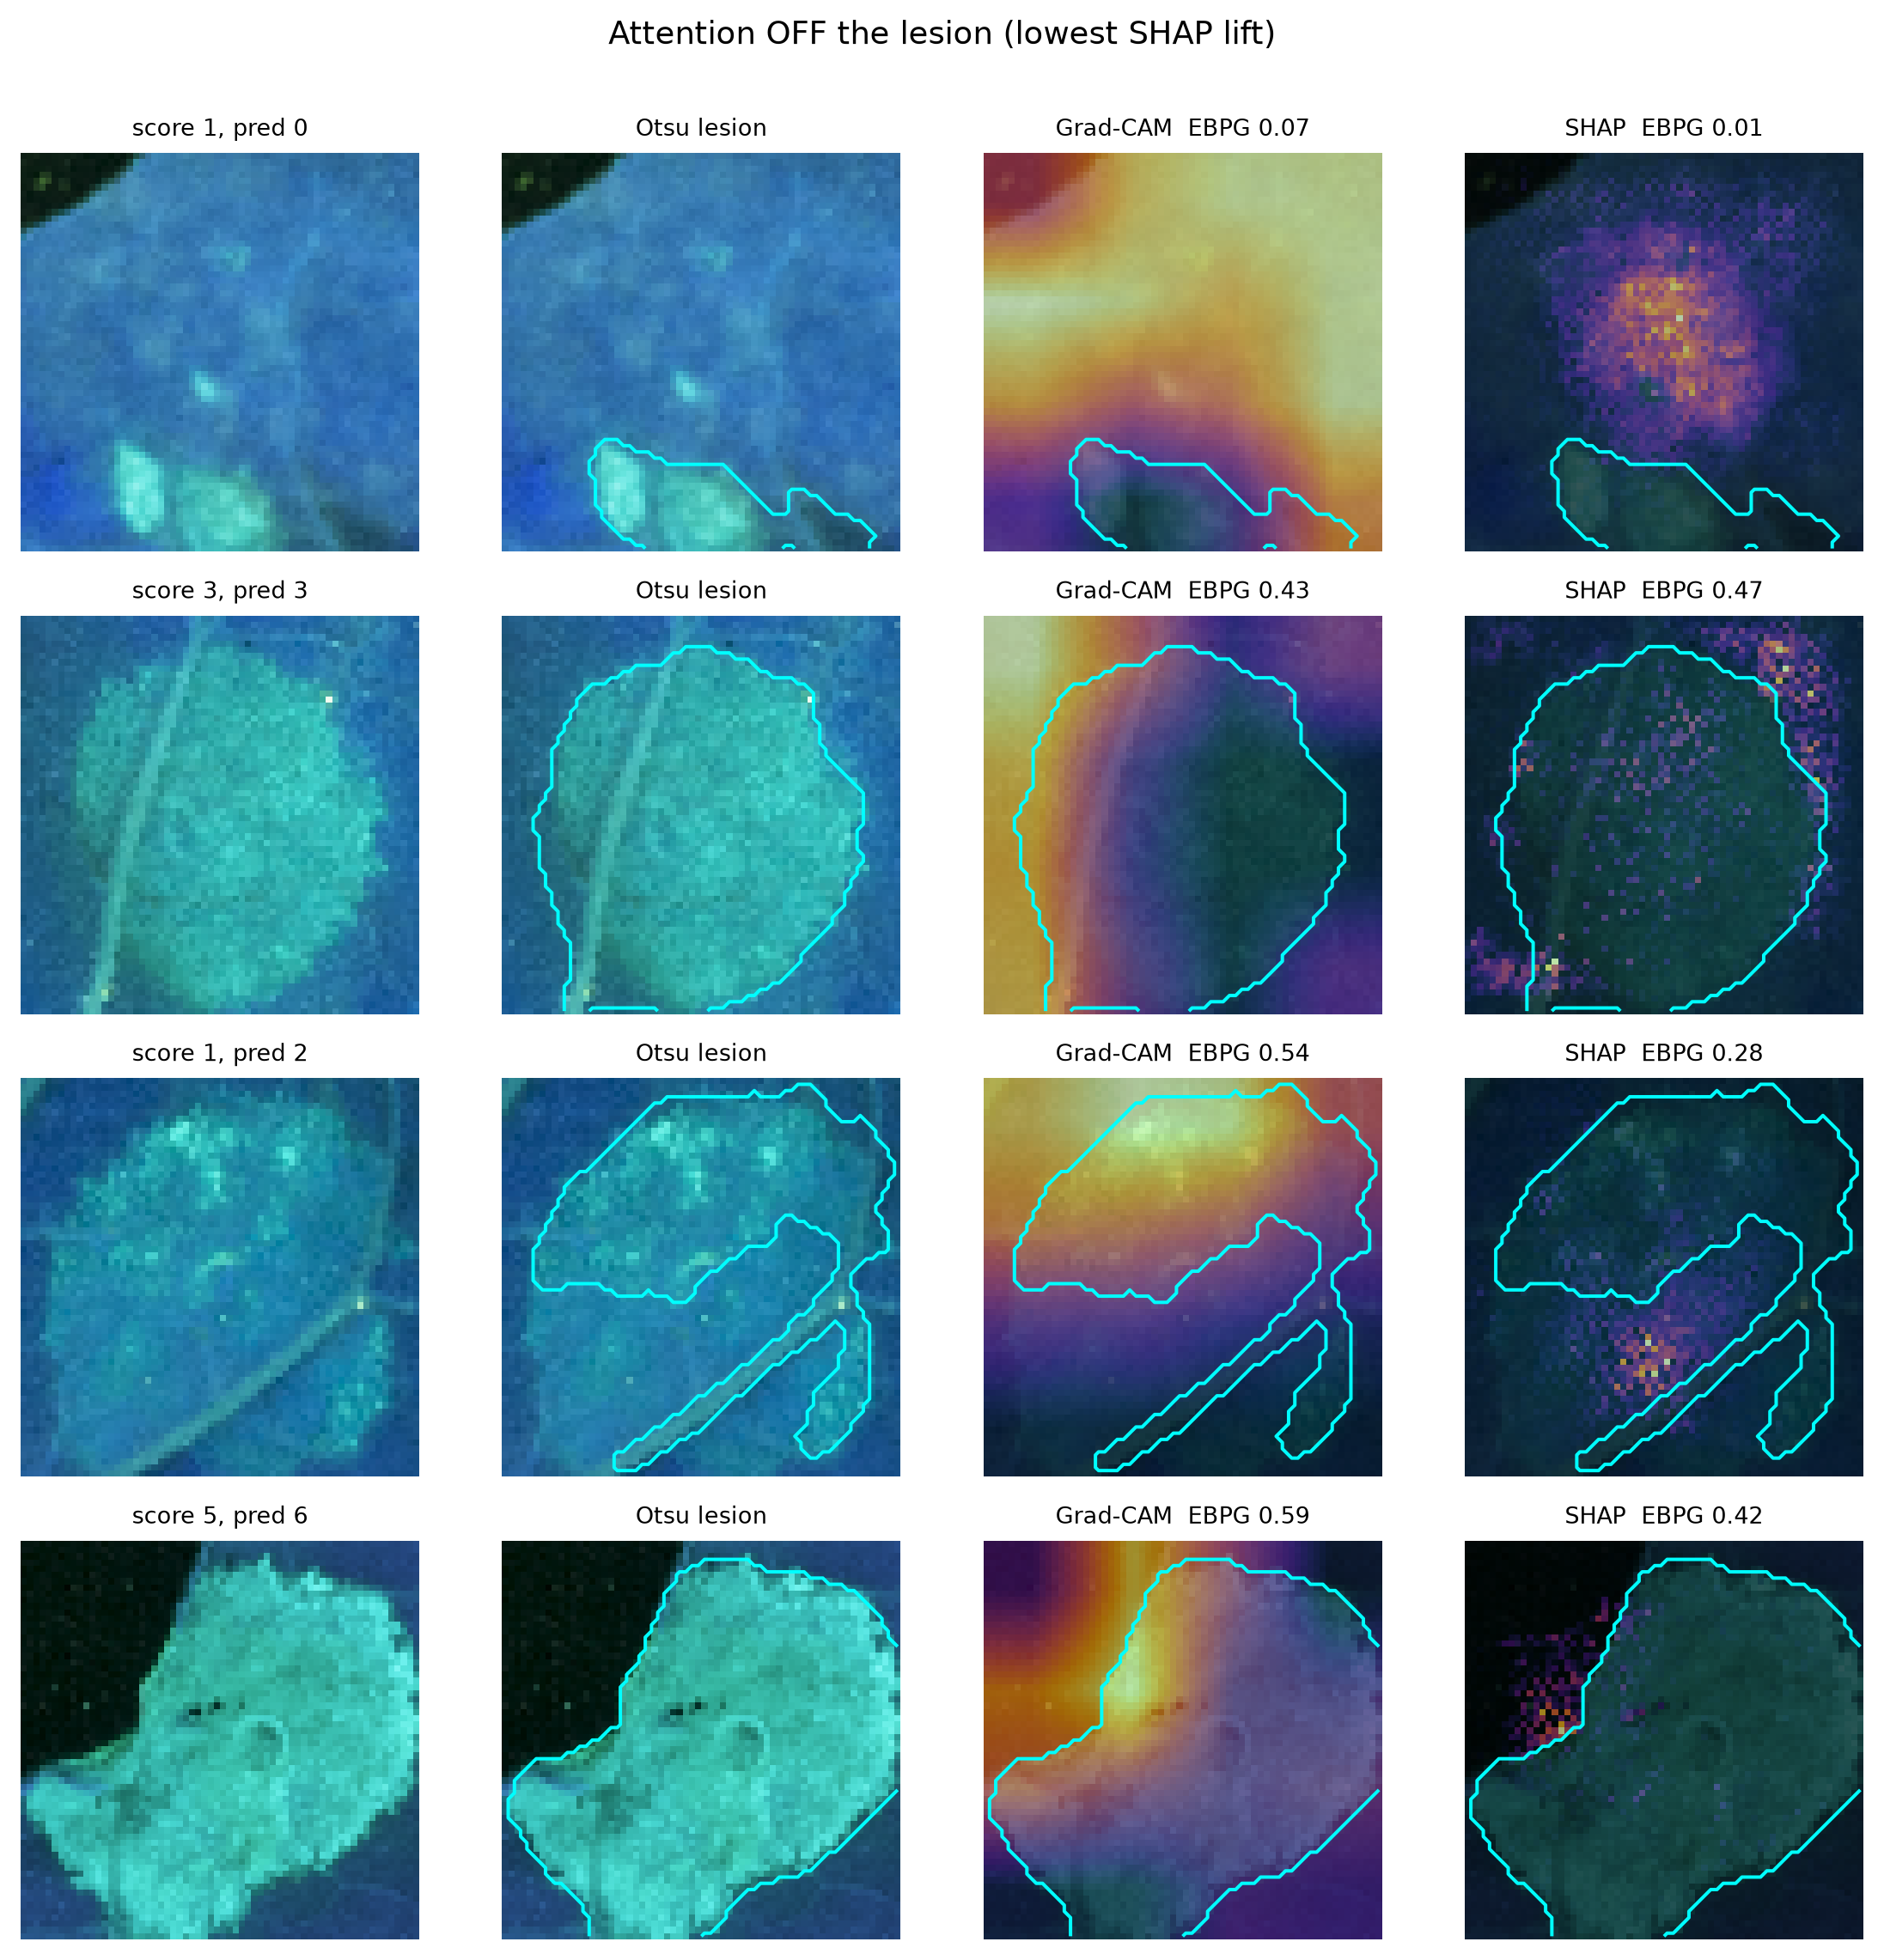 Attention OFF the lesion (lowest SHAP lift)
score 1, pred 0
Otsu lesion
Grad-CAM  EBPG 0.07
SHAP  EBPG 0.01
score 3, pred 3
Otsu lesion
Grad-CAM  EBPG 0.43
SHAP  EBPG 0.47
score 1, pred 2
Otsu lesion
Grad-CAM  EBPG 0.54
SHAP  EBPG 0.28
score 5, pred 6
Otsu lesion
Grad-CAM  EBPG 0.59
SHAP  EBPG 0.42